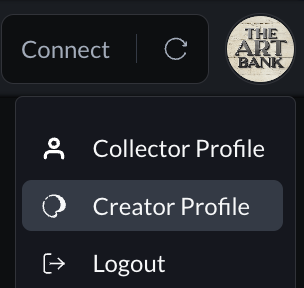 Connect
THE
ART
BANK
Collector Profile
Creator Profile
Logout